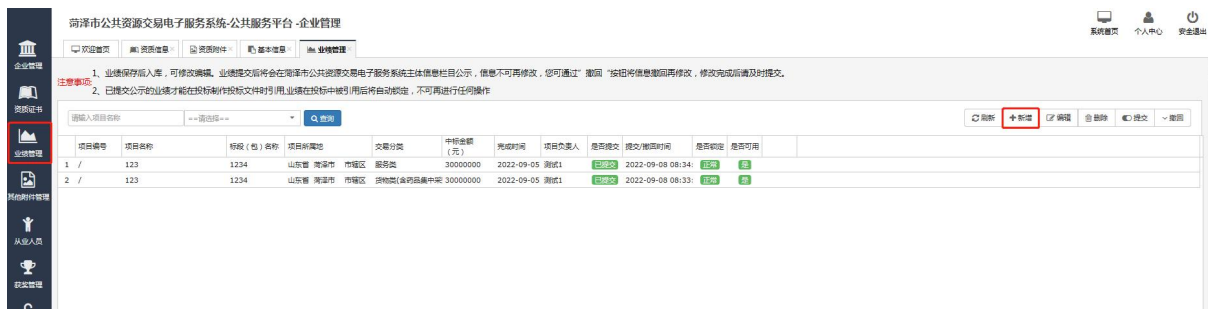 菏泽市公共资源交易电子服务系统-公共服务平台 -企业管理
系统首页 个人中心 安全退出
欢迎首页 资质信息× 资质附件× 基本信息× 业绩管理×
企业管理
资质证书
业绩管理
其他附件管理
从业人员
获奖管理
注意事项:
1、业绩保存后入库，可修改编辑。业绩提交后将会在菏泽市公共资源交易电子服务系统主体信息栏目公示，信息不可再修改，您可通过"撤回"按钮将信息撤回再修改，修改完成后请及时提交。
2、已提交公示的业绩才能在投标制作投标文件时引用,业绩在投标中被引用后将自动锁定，不可再进行任何操作
请输入项目名称 ==请选择== 查询 刷新 新增 编辑 删除 提交 撤回
项目编号 项目名称 标段（包）名称 项目所属地 交易分类 中标金额（元） 完成时间 项目负责人 是否提交 提交/撤回时间 是否锁定 是否可用
1 / 123 1234 山东省 菏泽市 市辖区 服务类 30000000 2022-09-05 测试1 已提交 2022-09-08 08:34: 正常 是
2 / 123 1234 山东省 菏泽市 市辖区 货物类(含药品集中采 30000000 2022-09-05 测试1 已提交 2022-09-08 08:33: 正常 是